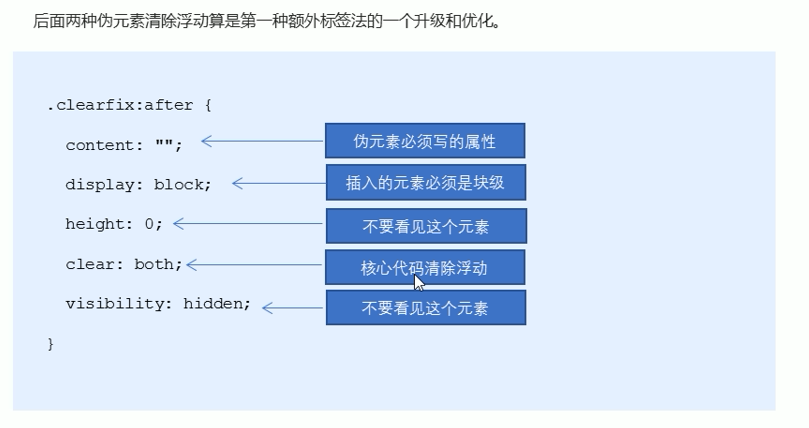 后面两种伪元素清除浮动算是第一种额外标签法的一个升级和优化。
.clearfix:after {
content: ""; 伪元素必须写的属性
display: block; 插入的元素必须是块级
height: 0; 不要看见这个元素
clear: both; 核心代码清除浮动
visibility: hidden; 不要看见这个元素
}